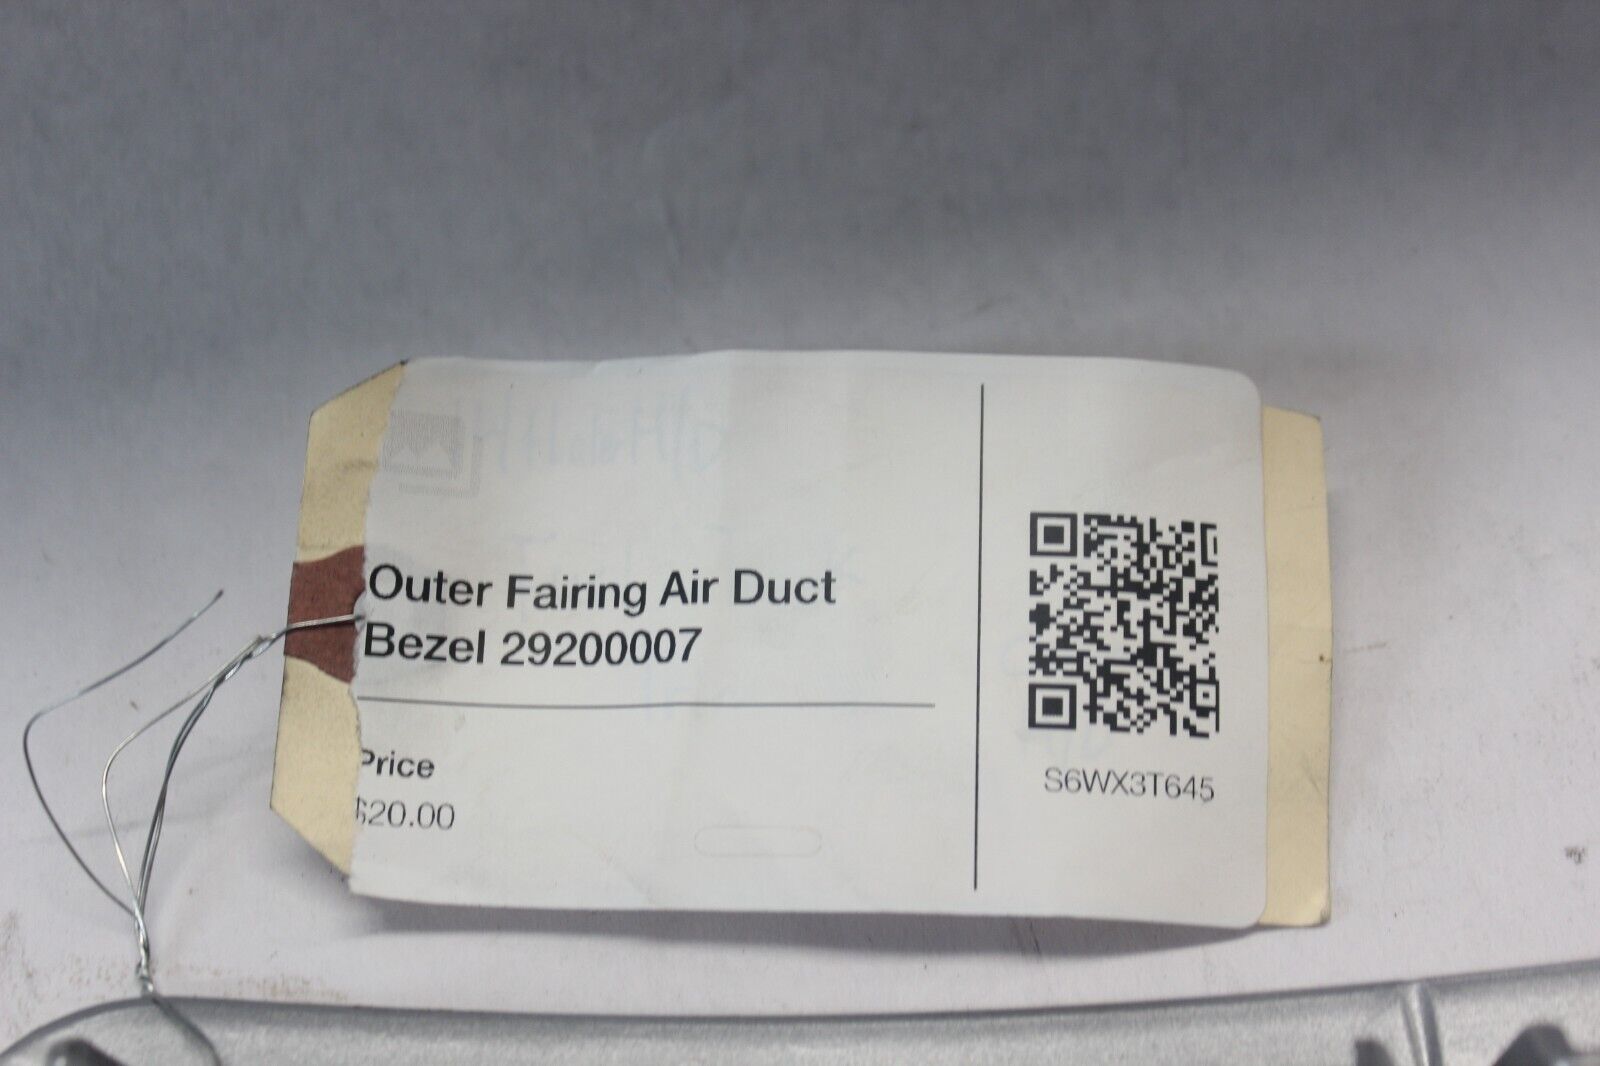 Outer Fairing Air Duct
Bezel 29200007
Price
$20.00
S6WX3T645